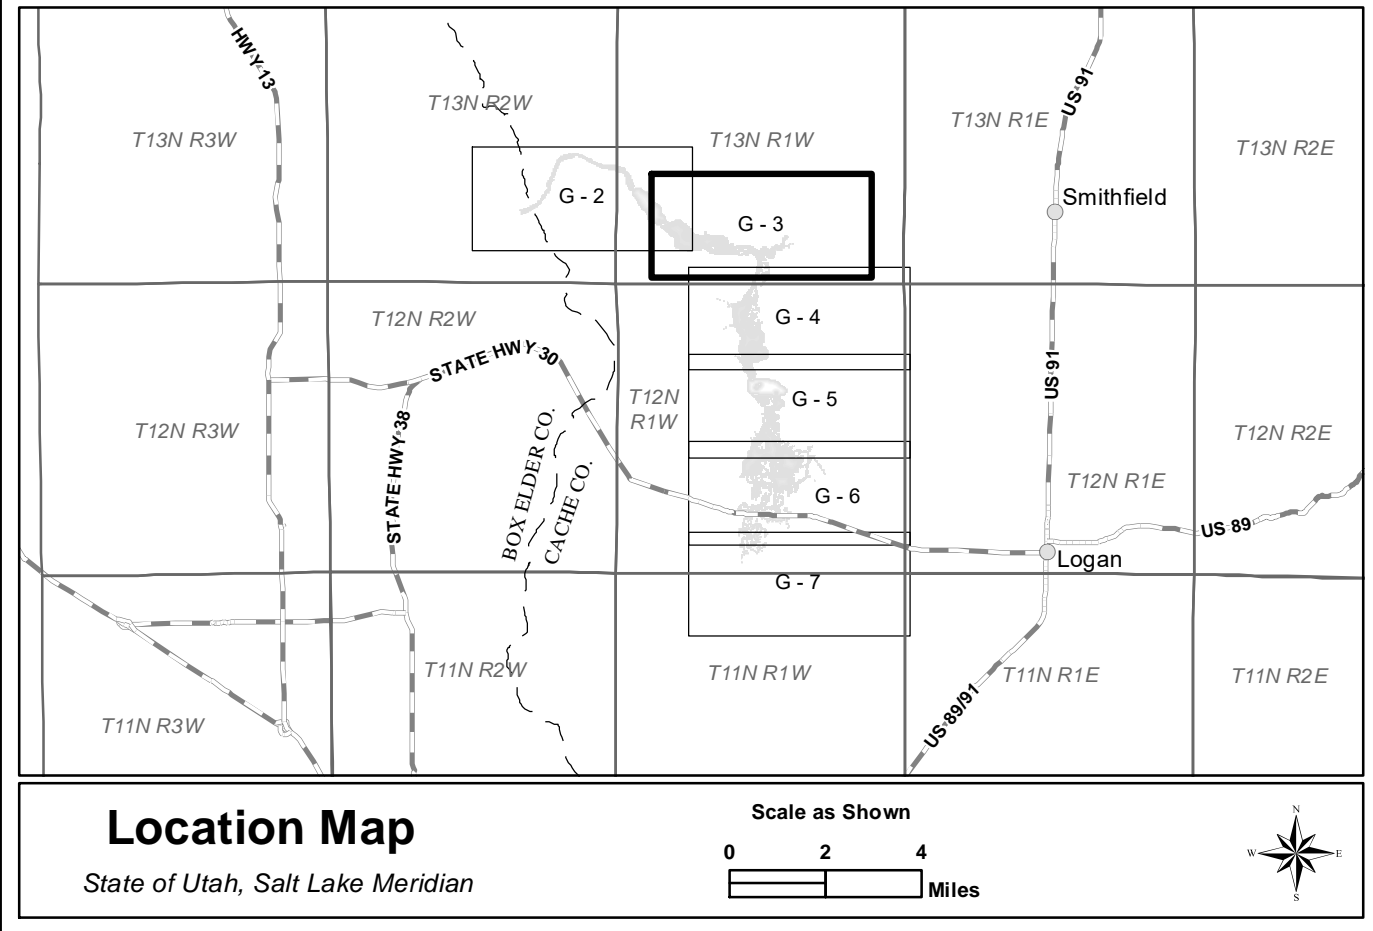 HWY 13
US 91
T13N R2W
T13N R3W
T13N R1W
T13N R1E
T13N R2E
G - 2
Smithfield
G - 3
T12N R2W
G - 4
STATE HWY 30
US 91
T12N
R1W
G - 5
T12N R3W
STATE HWY 38
BOX ELDER CO.
CACHE CO.
T12N R2E
T12N R1E
G - 6
US 89
Logan
G - 7
T11N R2W
T11N R1W
T11N R1E
T11N R2E
T11N R3W
US 89/91
Location Map
State of Utah, Salt Lake Meridian
Scale as Shown
0 2 4
Miles
N
W E
S